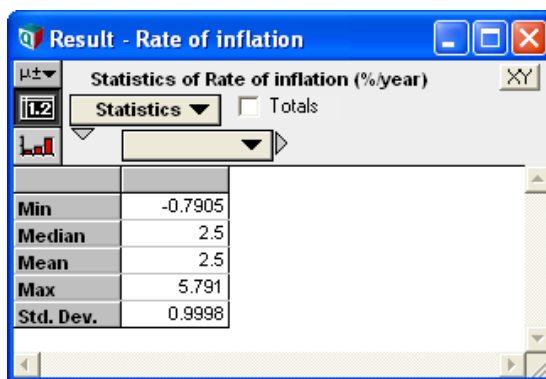 Result - Rate of inflation
μ±
Statistics of Rate of inflation (%/year)
XY
1.2
Statistics
Totals
Min -0.7905
Median 2.5
Mean 2.5
Max 5.791
Std. Dev. 0.9998